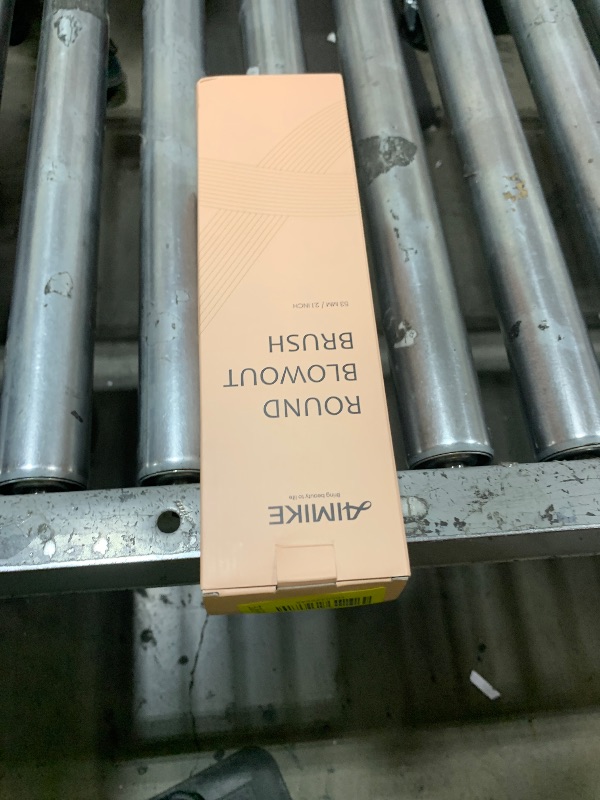 AIMIKE
Bring beauty to life
ROUND
BLOWOUT
BRUSH
53 MM / 2.1 INCH